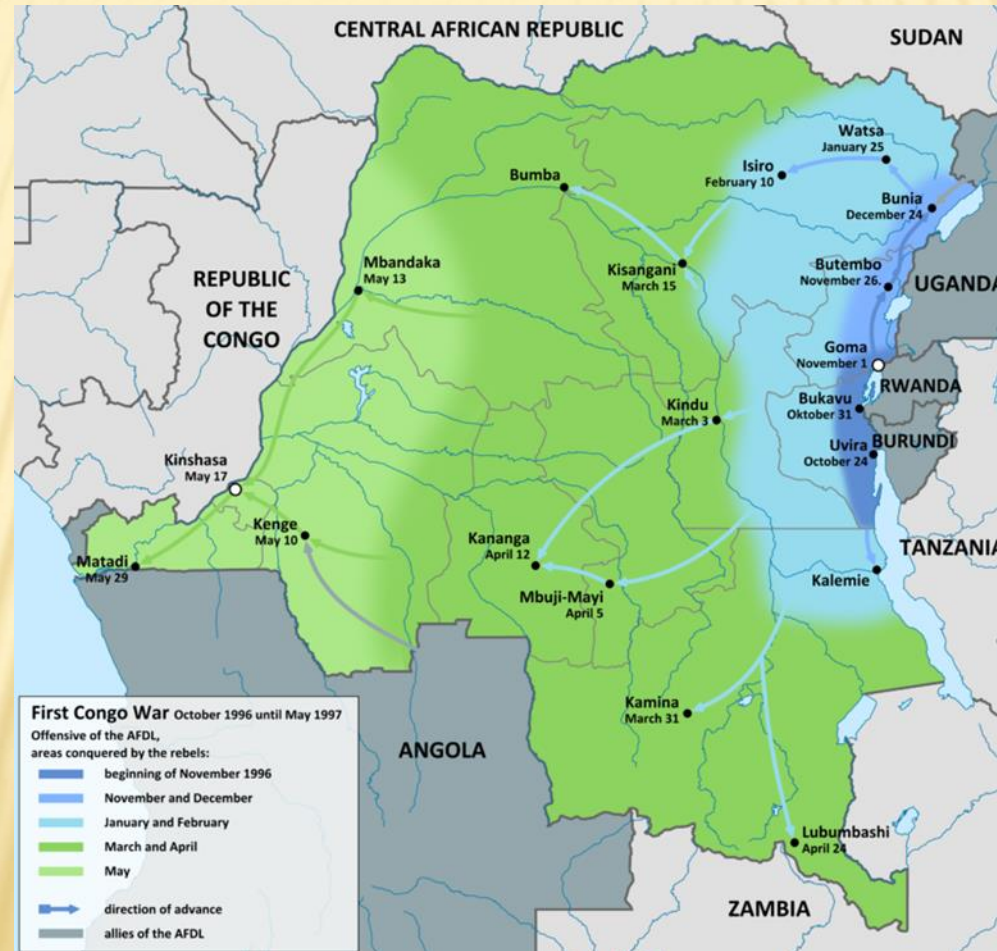 CENTRAL AFRICAN REPUBLIC
SUDAN
Watsa
January 25
Isiro
February 10
Bumba
Bunia
December 24
Mbandaka
May 13
Kisangani
March 15
Butembo
November 26.
UGANDA
REPUBLIC
OF THE
CONGO
Goma
November 1
RWANDA
Kindu
March 3
Bukavu
Oktober 31
BURUNDI
Uvira
October 24
Kinshasa
May 17
Kenge
May 10
Kananga
April 12
TANZANIA
Matadi
May 29
Kalemie
Mbuji-Mayi
April 5
Kamina
March 31
ANGOLA
Lubumbashi
April 24
ZAMBIA
First Congo War October 1996 until May 1997
Offensive of the AFDL,
areas conquered by the rebels:
beginning of November 1996
November and December
January and February
March and April
May
direction of advance
allies of the AFDL